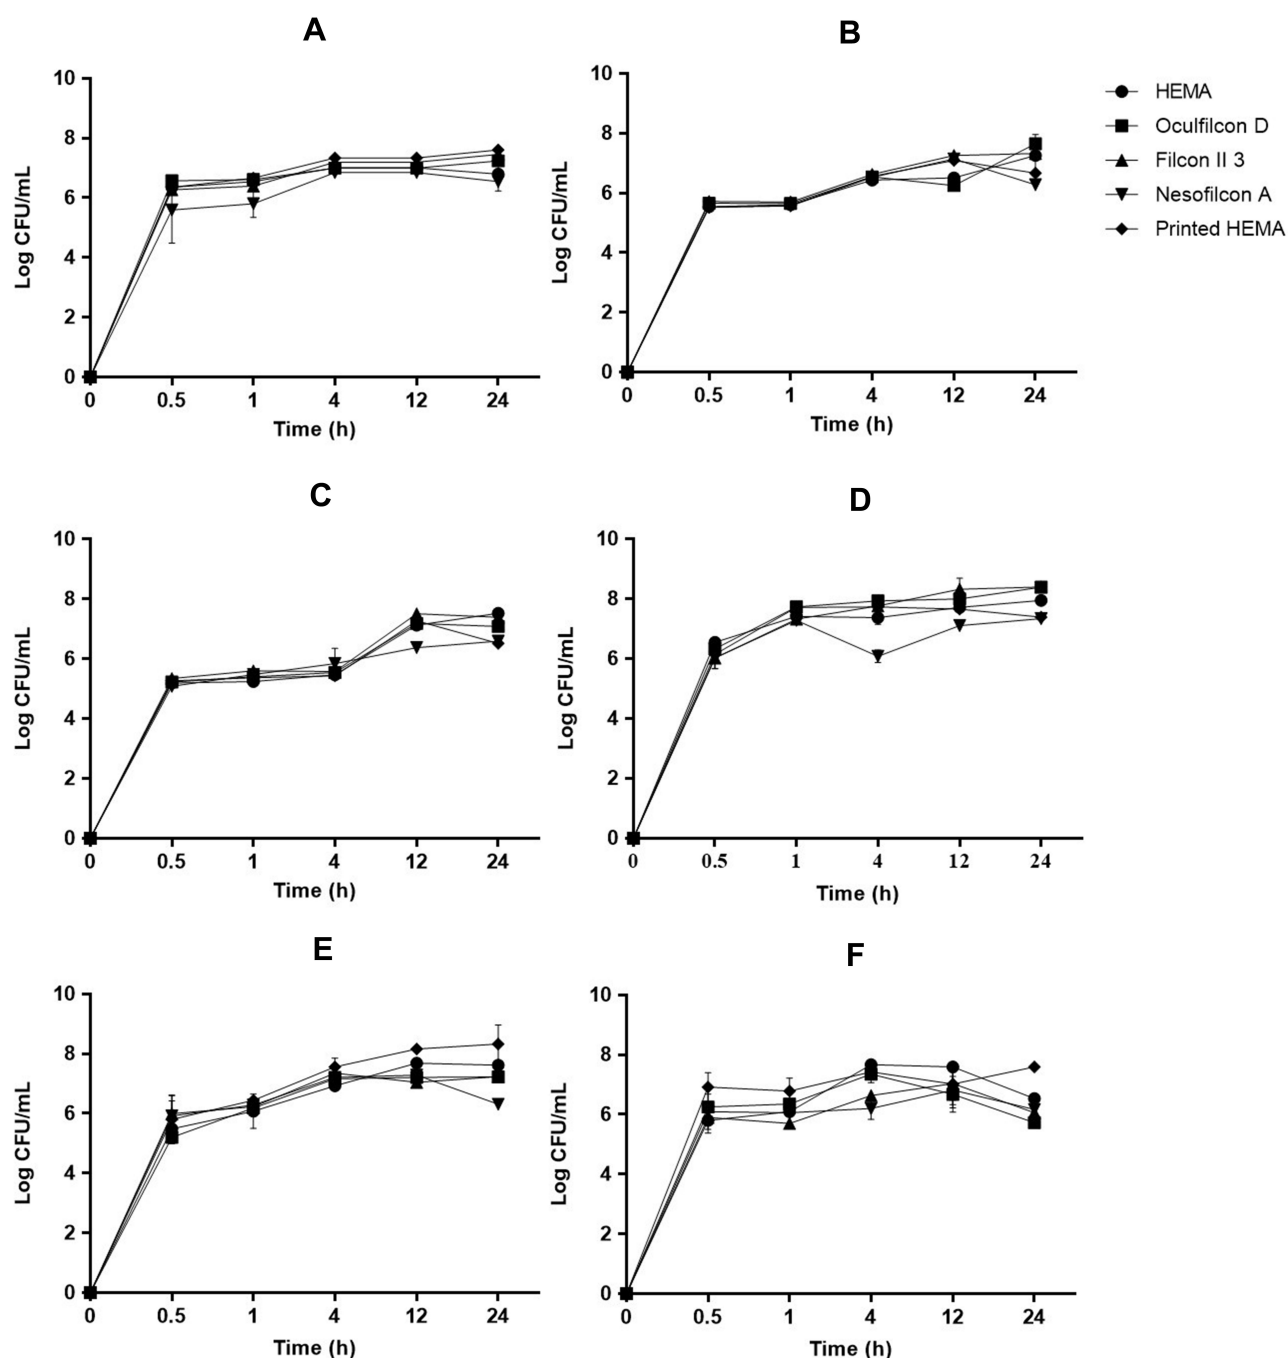 A
B
10
8
6
4
2
0
Log CFU/mL
0 0.5 1 4 12 24
Time (h)
10
8
6
4
2
0
Log CFU/mL
0 0.5 1 4 12 24
Time (h)
HEMA
Oculfilcon D
Filcon II 3
Nesofilcon A
Printed HEMA
C
D
10
8
6
4
2
0
Log CFU/mL
0 0.5 1 4 12 24
Time (h)
10
8
6
4
2
0
Log CFU/mL
0 0.5 1 4 12 24
Time (h)
E
F
10
8
6
4
2
0
Log CFU/mL
0 0.5 1 4 12 24
Time (h)
10
8
6
4
2
0
Log CFU/mL
0 0.5 1 4 12 24
Time (h)